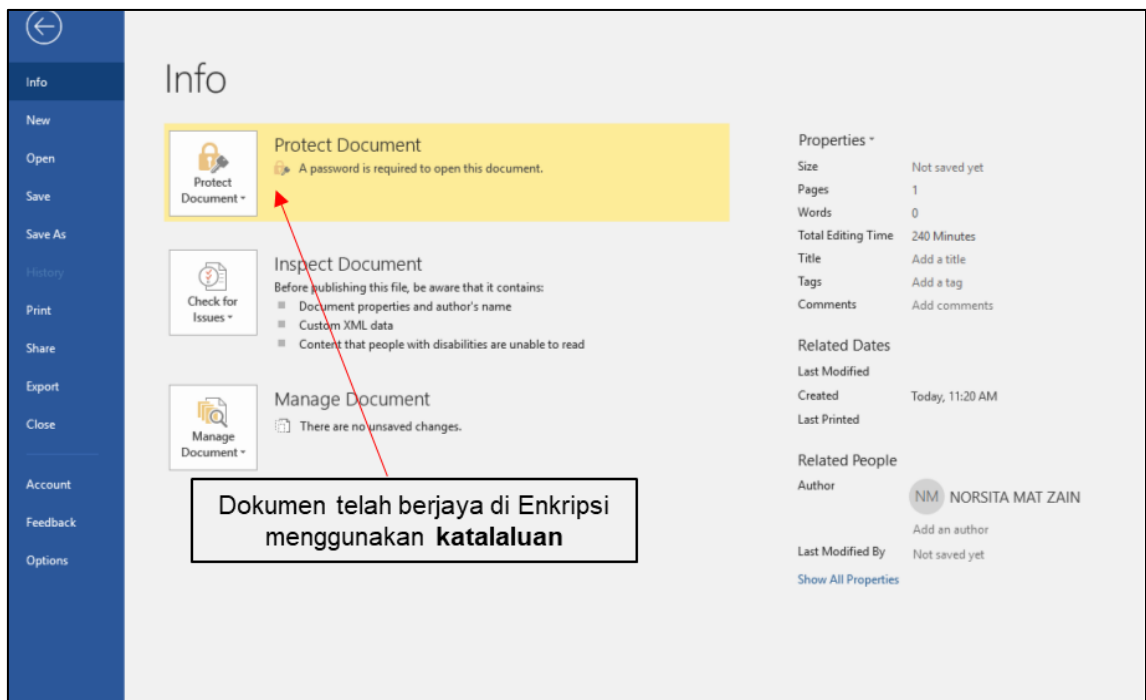 Info
New
Open
Save
Save As
History
Print
Share
Export
Close
Account
Feedback
Options
Info
Protect
Document
Protect Document
A password is required to open this document.
Check for
Issues
Inspect Document
Before publishing this file, be aware that it contains:
Document properties and author's name
Custom XML data
Content that people with disabilities are unable to read
Manage
Document
Manage Document
There are no unsaved changes.
Dokumen telah berjaya di Enkripsi
menggunakan katalaluan
Properties
Size Not saved yet
Pages 1
Words 0
Total Editing Time 240 Minutes
Title Add a title
Tags Add a tag
Comments Add comments
Related Dates
Last Modified
Created Today, 11:20 AM
Last Printed
Related People
Author NM NORSITA MAT ZAIN
Add an author
Last Modified By Not saved yet
Show All Properties